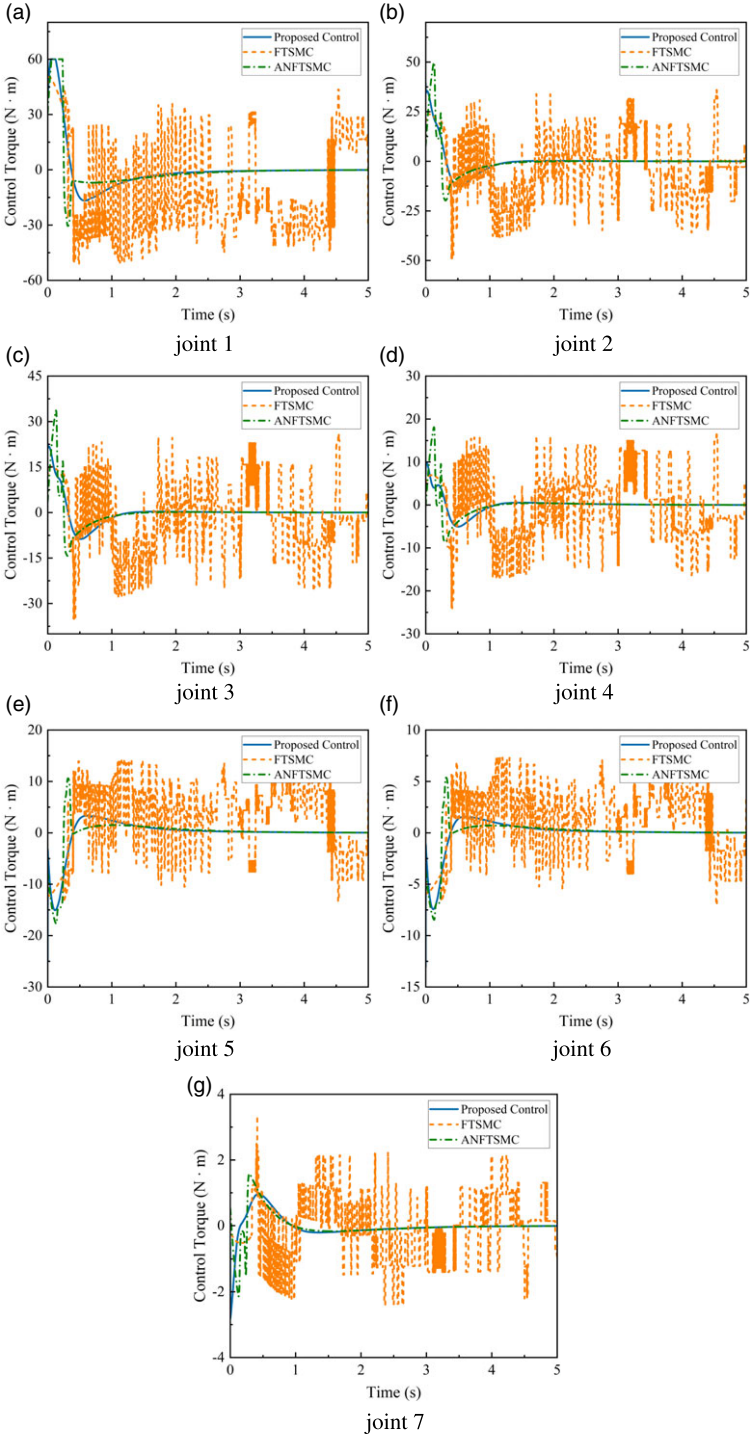 (a)
Control Torque (N · m)
60
30
0
-30
-60
Proposed Control
FTSMC
ANFTSMC
0 1 2 3 4 5
Time (s)
joint 1
(b)
Control Torque (N · m)
50
25
0
-25
-50
Proposed Control
FTSMC
ANFTSMC
0 1 2 3 4 5
Time (s)
joint 2
(c)
Control Torque (N · m)
45
30
15
0
-15
-30
Proposed Control
FTSMC
ANFTSMC
0 1 2 3 4 5
Time (s)
joint 3
(d)
Control Torque (N · m)
30
20
10
0
-10
-20
-30
Proposed Control
FTSMC
ANFTSMC
0 1 2 3 4 5
Time (s)
joint 4
(e)
Control Torque (N · m)
20
10
0
-10
-20
-30
Proposed Control
FTSMC
ANFTSMC
0 1 2 3 4 5
Time (s)
joint 5
(f)
Control Torque (N · m)
10
5
0
-5
-10
-15
Proposed Control
FTSMC
ANFTSMC
0 1 2 3 4 5
Time (s)
joint 6
(g)
Control Torque (N · m)
4
2
0
-2
-4
Proposed Control
FTSMC
ANFTSMC
0 1 2 3 4 5
Time (s)
joint 7